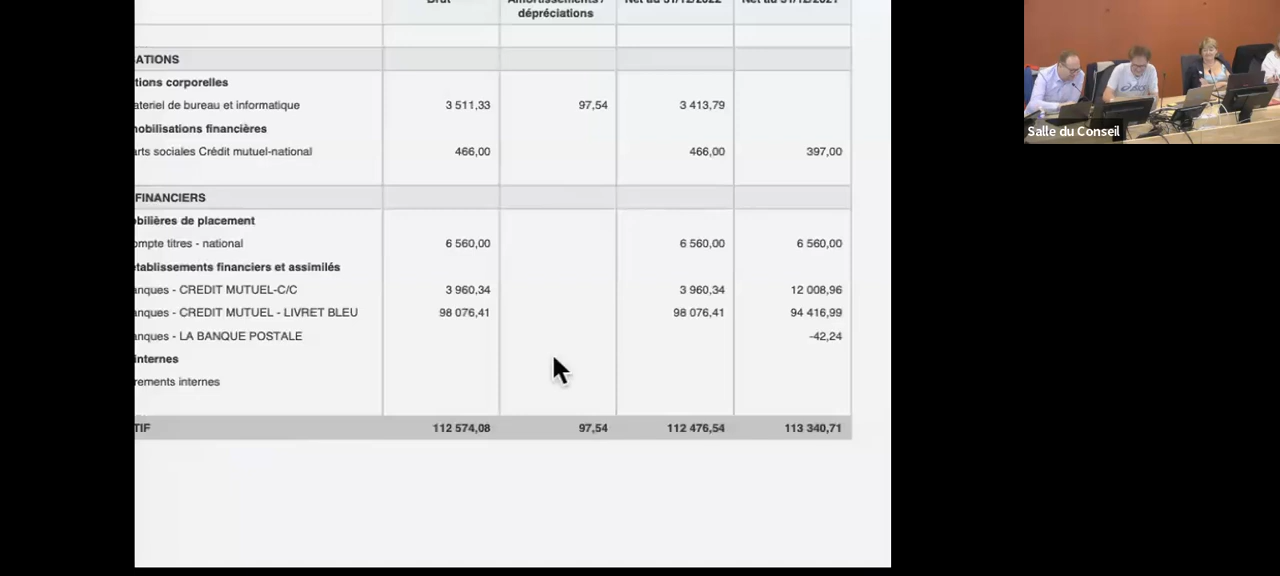 dépréciations
ATIONS
tions corporelles
ateriel de bureau et informatique 3 511,33 97,54 3 413,79
mobilisations financières
arts sociales Crédit mutuel-national 466,00 466,00 397,00
FINANCIERS
obilières de placement
ompte titres - national 6 560,00 6 560,00 6 560,00
établissements financiers et assimilés
anques - CREDIT MUTUEL-C/C 3 960,34 3 960,34 12 008,96
anques - CREDIT MUTUEL - LIVRET BLEU 98 076,41 98 076,41 94 416,99
anques - LA BANQUE POSTALE -42,24
internes
rements internes
TIF 112 574,08 97,54 112 476,54 113 340,71
Salle du Conseil